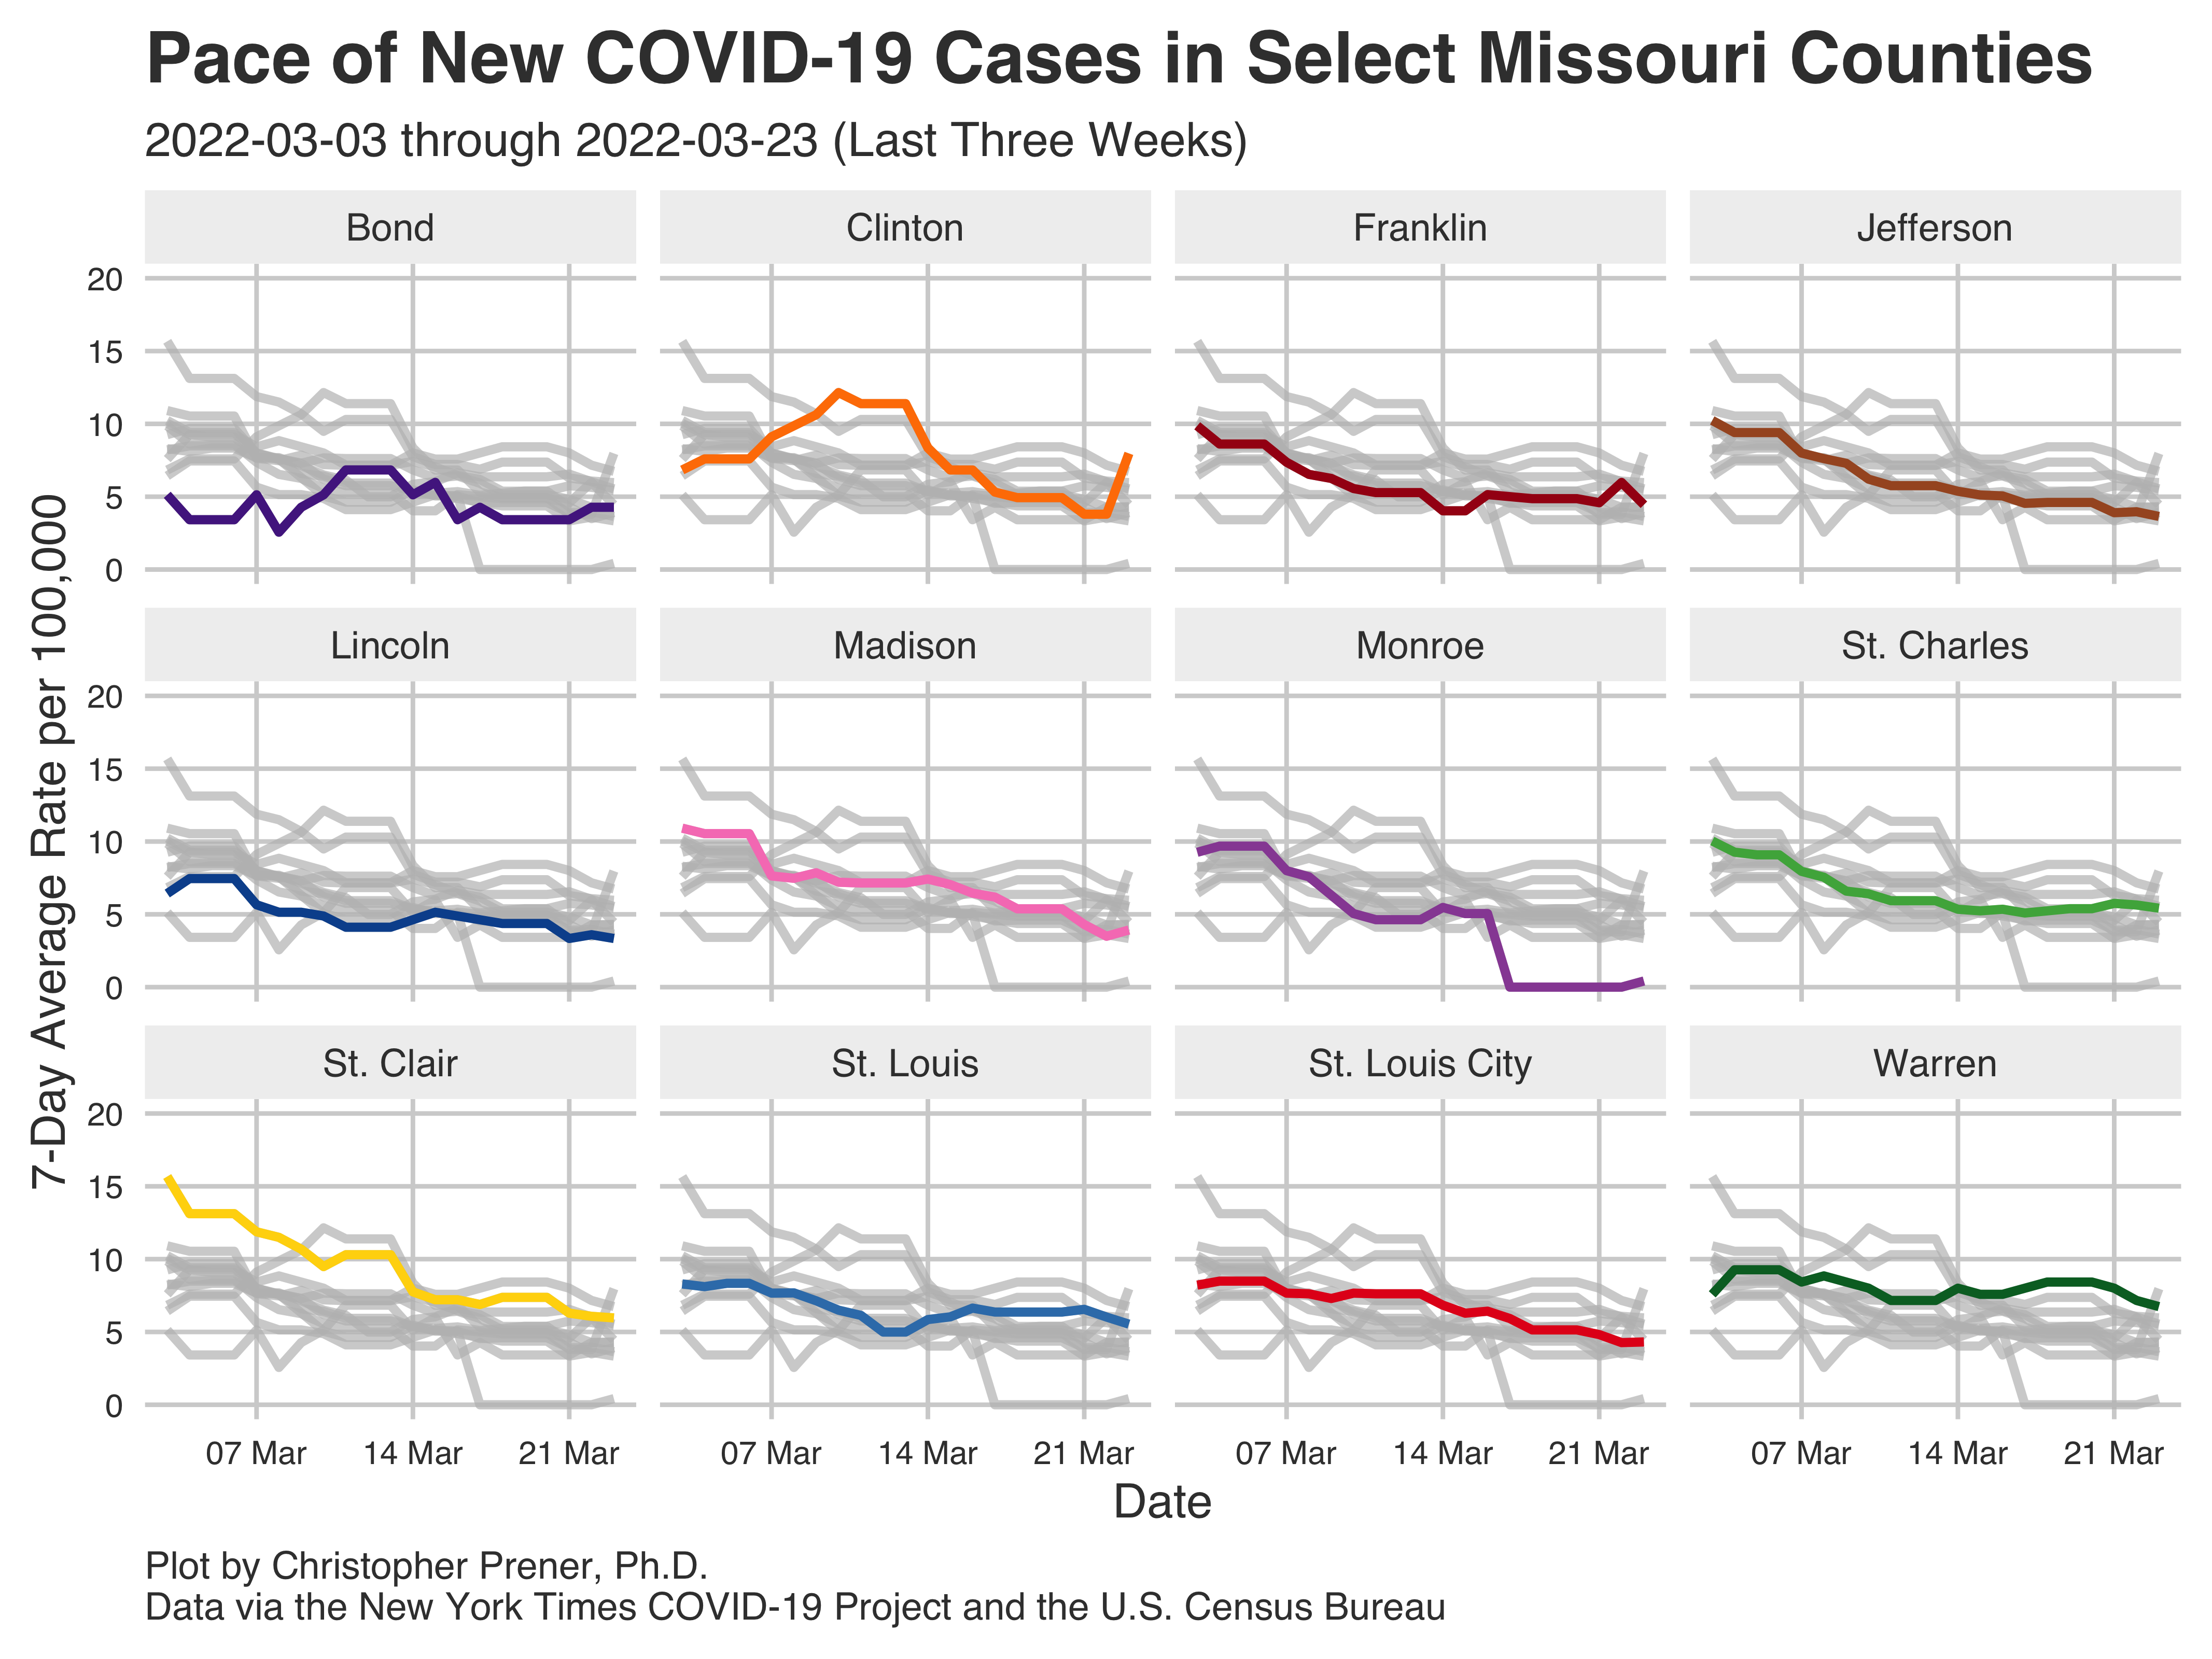 Pace of New COVID-19 Cases in Select Missouri Counties
2022-03-03 through 2022-03-23 (Last Three Weeks)
7-Day Average Rate per 100,000
Bond
Clinton
Franklin
Jefferson
20
15
10
5
0
Lincoln
Madison
Monroe
St. Charles
20
15
10
5
0
St. Clair
St. Louis
St. Louis City
Warren
20
15
10
5
0
07 Mar 14 Mar 21 Mar
07 Mar 14 Mar 21 Mar
07 Mar 14 Mar 21 Mar
07 Mar 14 Mar 21 Mar
Date
Plot by Christopher Prener, Ph.D.
Data via the New York Times COVID-19 Project and the U.S. Census Bureau